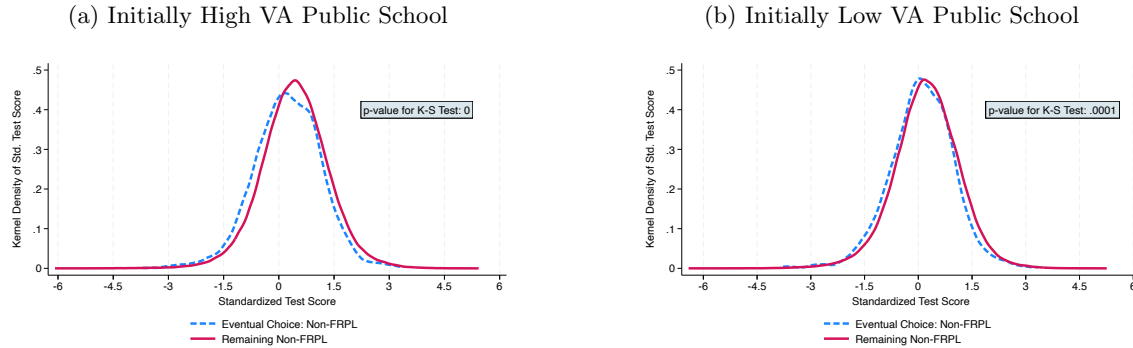 (a) Initially High VA Public School
Kernel Density of Std. Test Score
.5
.4
.3
.2
.1
0
p-value for K-S Test: 0
-6 -4.5 -3 -1.5 0 1.5 3 4.5 6
Standardized Test Score
Eventual Choice: Non-FRPL
Remaining Non-FRPL
(b) Initially Low VA Public School
Kernel Density of Std. Test Score
.5
.4
.3
.2
.1
0
p-value for K-S Test: .0001
-6 -4.5 -3 -1.5 0 1.5 3 4.5 6
Standardized Test Score
Eventual Choice: Non-FRPL
Remaining Non-FRPL